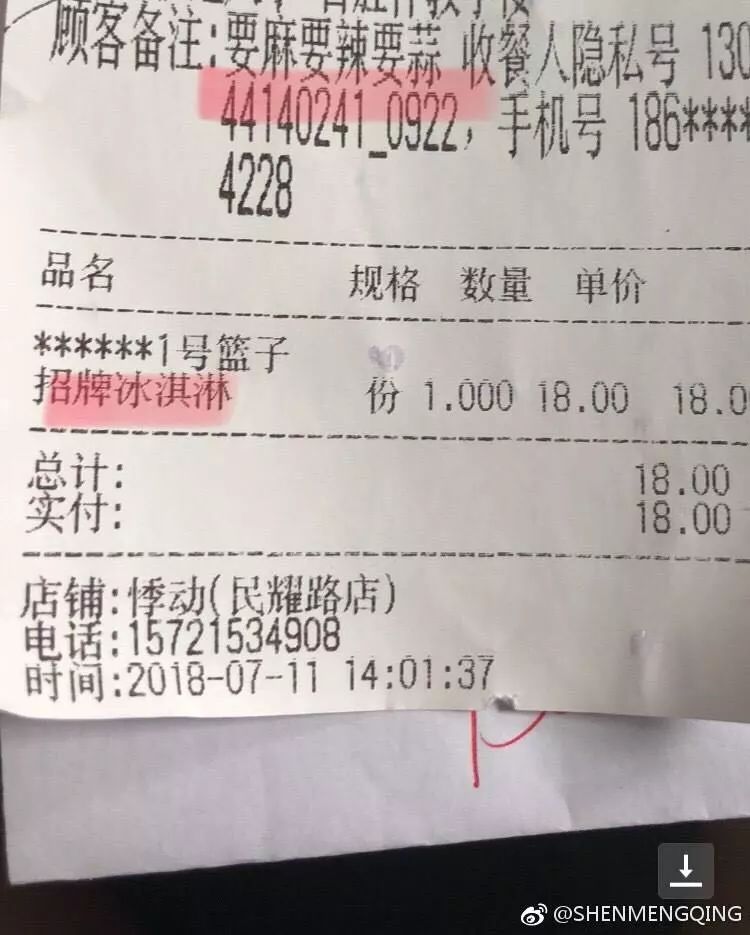 顾客备注:要麻要辣要蒜 收餐人隐私号 130
44140241_0922, 手机号 186****
4228
品名 规格 数量 单价
******1号篮子
招牌冰淇淋 份 1.000 18.00 18.0
总计: 18.00
实付: 18.00
店铺:悸动(民耀路店)
电话:15721534908
时间:2018-07-11 14:01:37
@SHENMENGQING